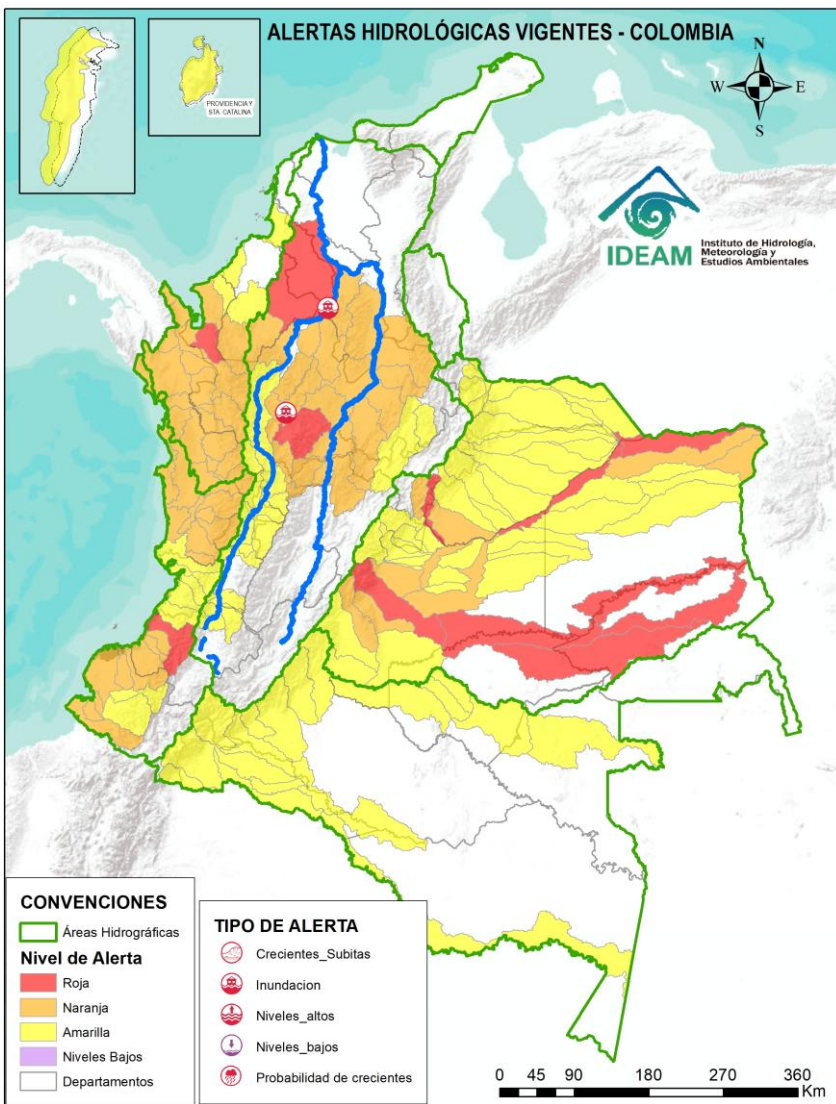 ALERTAS HIDROLÓGICAS VIGENTES - COLOMBIA
PROVIDENCIA Y
STA. CATALINA
N
W E
S
IDEAM
Instituto de Hidrología,
Meteorología y
Estudios Ambientales
CONVENCIONES
Áreas Hidrográficas
Nivel de Alerta
Roja
Naranja
Amarilla
Niveles Bajos
Departamentos
TIPO DE ALERTA
Crecientes_Subitas
Inundacion
Niveles_altos
Niveles_bajos
Probabilidad de crecientes
0 45 90 180 270 360
Km